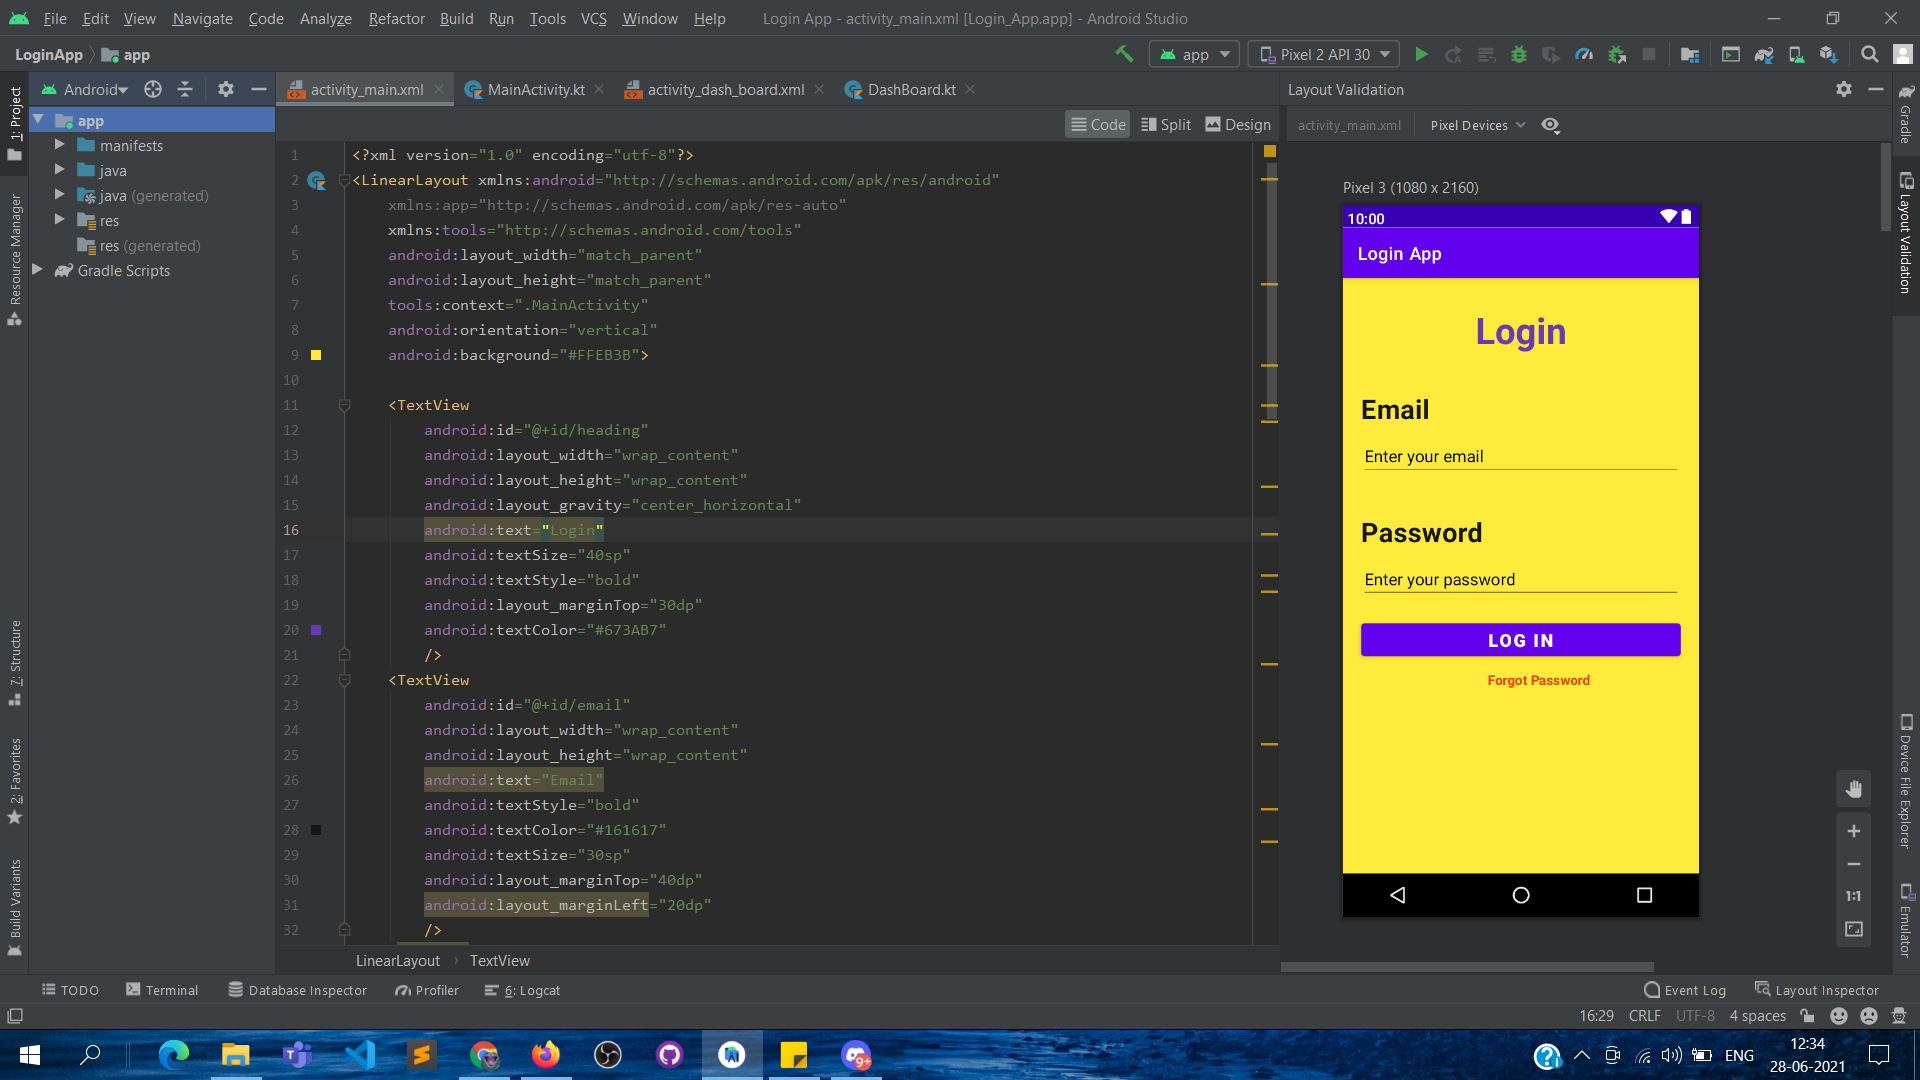 File Edit View Navigate Code Analyze Refactor Build Run Tools VCS Window Help Login App - activity_main.xml [Login_App.app] - Android Studio
LoginApp app
app Pixel 2 API 30
1: Project
Resource Manager
7: Structure
2: Favorites
Build Variants
Android
app
manifests
java
java (generated)
res
res (generated)
Gradle Scripts
activity_main.xml MainActivity.kt activity_dash_board.xml DashBoard.kt
Code Split Design
1 <?xml version="1.0" encoding="utf-8"?>
2 <LinearLayout xmlns:android="http://schemas.android.com/apk/res/android"
3 xmlns:app="http://schemas.android.com/apk/res-auto"
4 xmlns:tools="http://schemas.android.com/tools"
5 android:layout_width="match_parent"
6 android:layout_height="match_parent"
7 tools:context=".MainActivity"
8 android:orientation="vertical"
9 android:background="#FFEB3B">
10
11 <TextView
12 android:id="@+id/heading"
13 android:layout_width="wrap_content"
14 android:layout_height="wrap_content"
15 android:layout_gravity="center_horizontal"
16 android:text="Login"
17 android:textSize="40sp"
18 android:textStyle="bold"
19 android:layout_marginTop="30dp"
20 android:textColor="#673AB7"
21 />
22 <TextView
23 android:id="@+id/email"
24 android:layout_width="wrap_content"
25 android:layout_height="wrap_content"
26 android:text="Email"
27 android:textStyle="bold"
28 android:textColor="#161617"
29 android:textSize="30sp"
30 android:layout_marginTop="40dp"
31 android:layout_marginLeft="20dp"
32 />
LinearLayout TextView
Layout Validation
activity_main.xml Pixel Devices
Pixel 3 (1080 x 2160)
10:00
Login App
Login
Email
Enter your email
Password
Enter your password
LOG IN
Forgot Password
1:1
Gradle
Layout Validation
Device File Explorer
Emulator
TODO Terminal Database Inspector Profiler 6: Logcat Event Log Layout Inspector
16:29 CRLF UTF-8 4 spaces
9+
ENG
12:34
28-06-2021